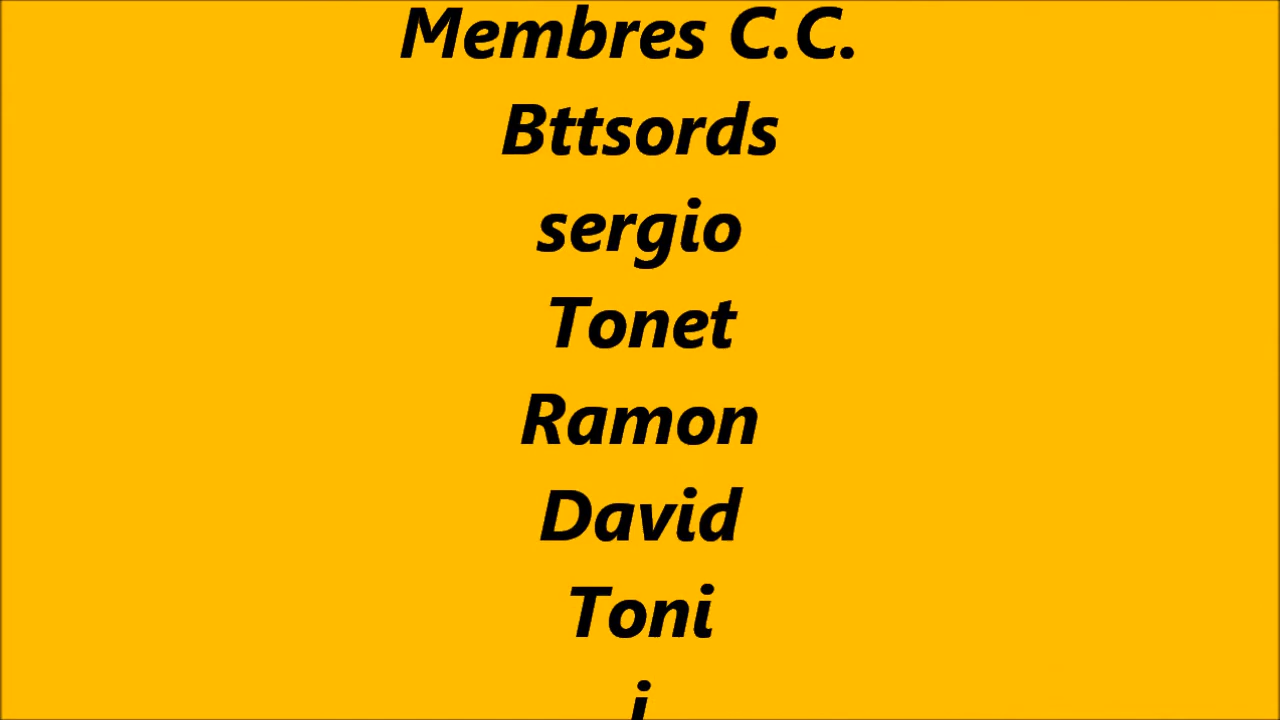 Membres C.C.
Bttsords
sergio
Tonet
Ramon
David
Toni
i